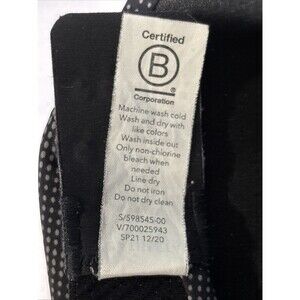 Certified
B
®
Corporation
Machine wash cold
Wash and dry with
like colors
Wash inside out
Only non-chlorine
bleach when
needed
Line dry
Do not iron
Do not dry clean
S/598545-00
V/700025943
SP21 12/20